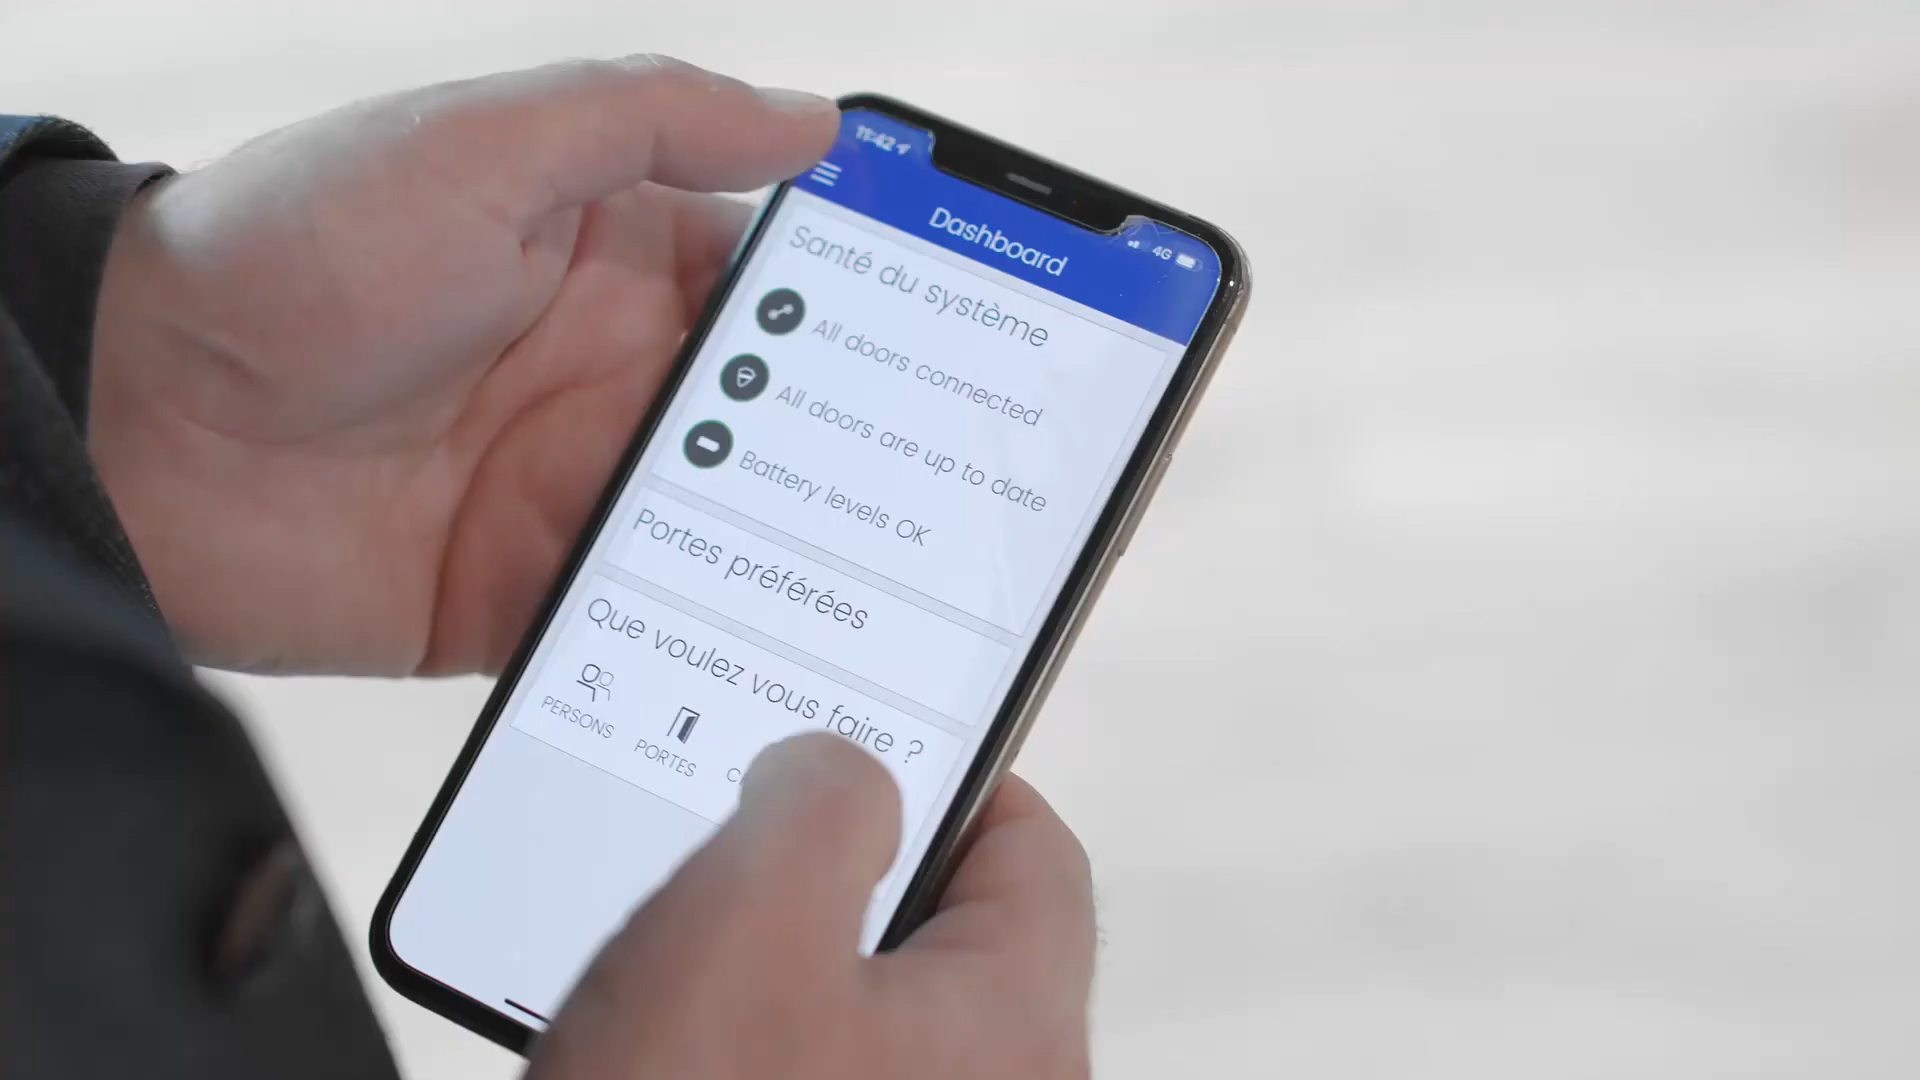 11:42
4G
Dashboard
Santé du système
All doors connected
All doors are up to date
Battery levels OK
Portes préférées
Que voulez vous faire ?
PERSONS
PORTES